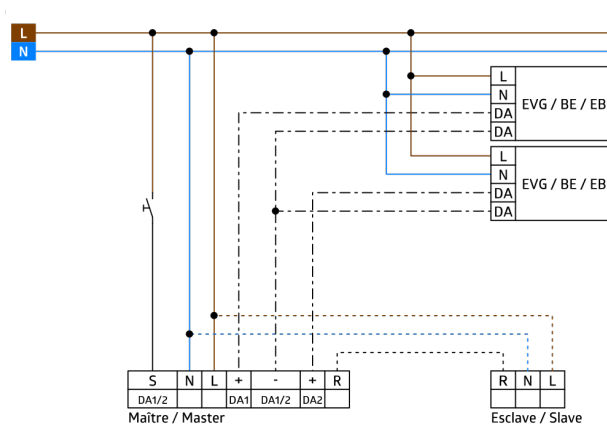 L
N
L
N
DA
DA
EVG / BE / EB
L
N
DA
DA
EVG / BE / EB
S N L + - + R
DA1/2 DA1 DA1/2 DA2
Maître / Master
R N L
Esclave / Slave